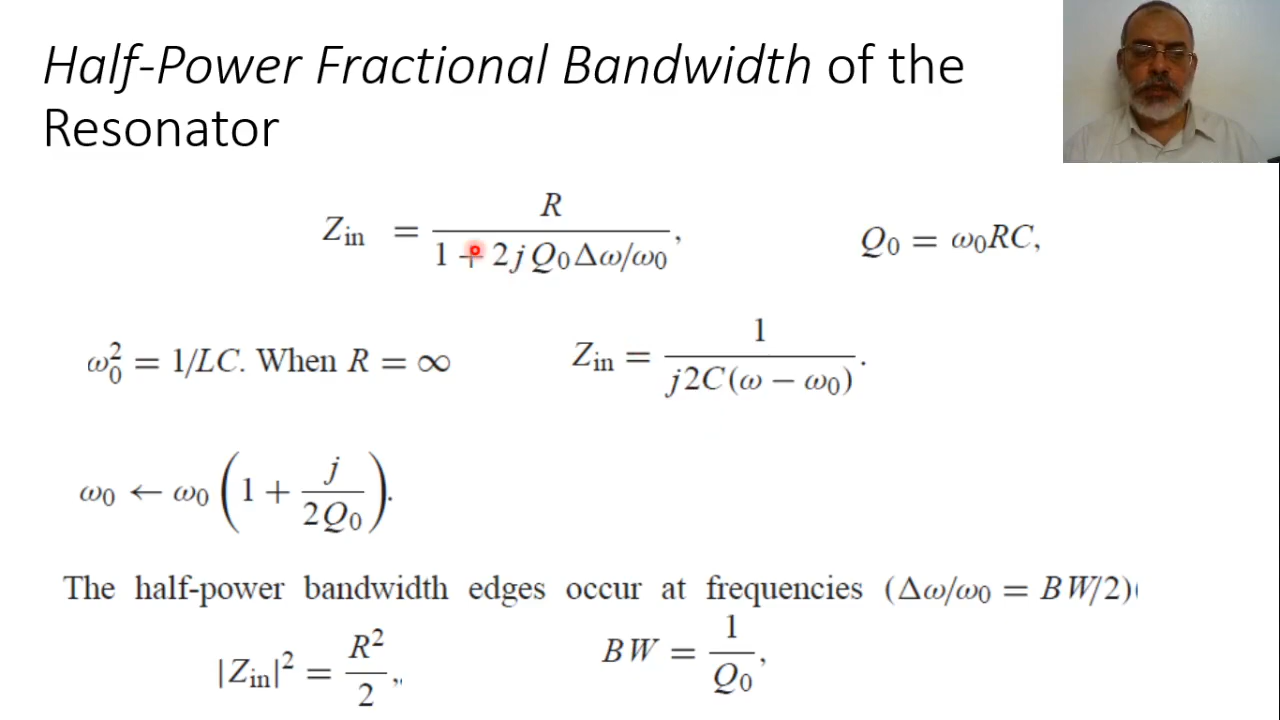 Half-Power Fractional Bandwidth of the
Resonator
Z_in = R / (1 + 2jQ_0Δω/ω_0),
Q_0 = ω_0RC,
ω_0^2 = 1/LC. When R = ∞
Z_in = 1 / (j2C(ω − ω_0)).
ω_0 ← ω_0 (1 + j/(2Q_0)).
The half-power bandwidth edges occur at frequencies (Δω/ω_0 = BW/2)(
|Z_in|^2 = R^2/2,
BW = 1/Q_0,